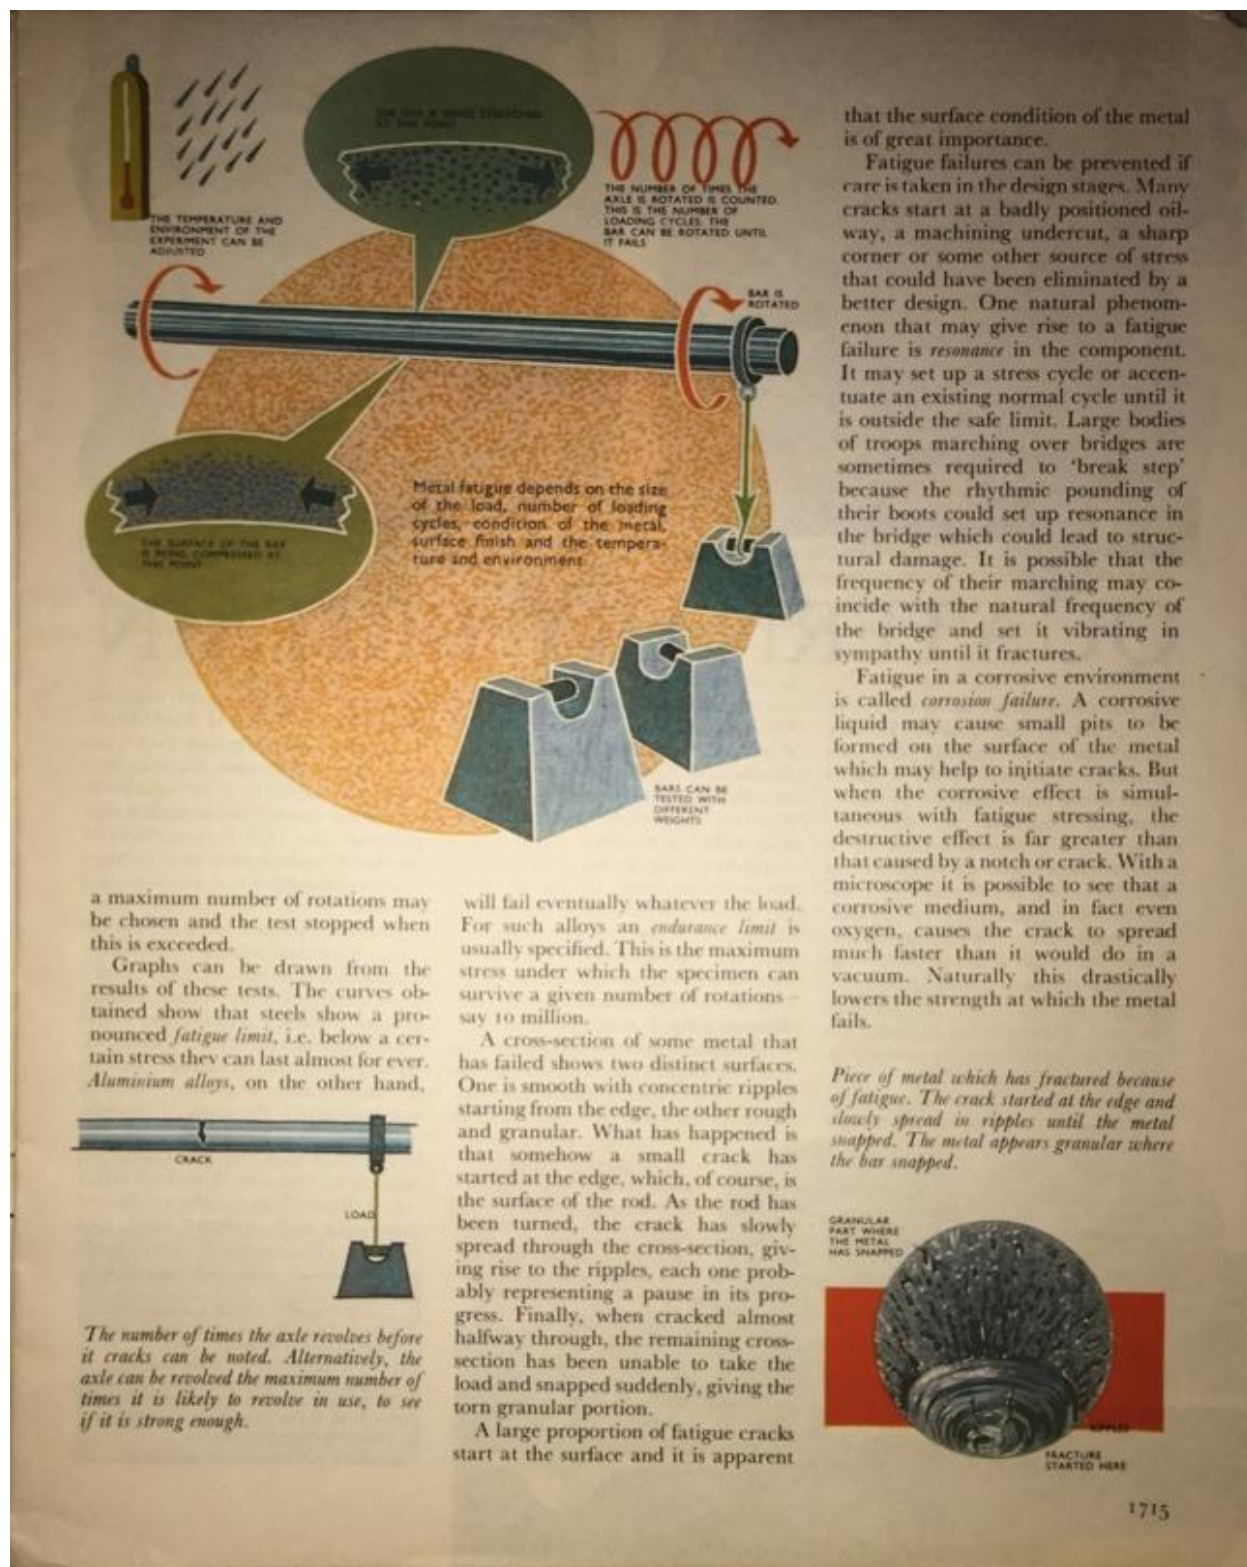 THE BAR IS BEING STRETCHED
AT THIS POINT
THE NUMBER OF TIMES THE
AXLE IS ROTATED IS COUNTED.
THIS IS THE NUMBER OF
LOADING CYCLES. THE
BAR CAN BE ROTATED UNTIL
IT FAILS
THE TEMPERATURE AND
ENVIRONMENT OF THE
EXPERIMENT CAN BE
ADJUSTED
BAR IS
ROTATED
Metal fatigue depends on the size
of the load, number of loading
cycles, condition of the metal,
surface finish and the tempera-
ture and environment
THE SURFACE OF THE BAR
IS BEING COMPRESSED AT
THIS POINT
BARS CAN BE
TESTED WITH
DIFFERENT
WEIGHTS
a maximum number of rotations may
be chosen and the test stopped when
this is exceeded.
Graphs can be drawn from the
results of these tests. The curves ob-
tained show that steels show a pro-
nounced fatigue limit, i.e. below a cer-
tain stress they can last almost for ever.
Aluminium alloys, on the other hand,
CRACK
LOAD
The number of times the axle revolves before
it cracks can be noted. Alternatively, the
axle can be revolved the maximum number of
times it is likely to revolve in use, to see
if it is strong enough.
will fail eventually whatever the load.
For such alloys an endurance limit is
usually specified. This is the maximum
stress under which the specimen can
survive a given number of rotations –
say 10 million.
A cross-section of some metal that
has failed shows two distinct surfaces.
One is smooth with concentric ripples
starting from the edge, the other rough
and granular. What has happened is
that somehow a small crack has
started at the edge, which, of course, is
the surface of the rod. As the rod has
been turned, the crack has slowly
spread through the cross-section, giv-
ing rise to the ripples, each one prob-
ably representing a pause in its pro-
gress. Finally, when cracked almost
halfway through, the remaining cross-
section has been unable to take the
load and snapped suddenly, giving the
torn granular portion.
A large proportion of fatigue cracks
start at the surface and it is apparent
that the surface condition of the metal
is of great importance.
Fatigue failures can be prevented if
care is taken in the design stages. Many
cracks start at a badly positioned oil-
way, a machining undercut, a sharp
corner or some other source of stress
that could have been eliminated by a
better design. One natural phenom-
enon that may give rise to a fatigue
failure is resonance in the component.
It may set up a stress cycle or accen-
tuate an existing normal cycle until it
is outside the safe limit. Large bodies
of troops marching over bridges are
sometimes required to ‘break step’
because the rhythmic pounding of
their boots could set up resonance in
the bridge which could lead to struc-
tural damage. It is possible that the
frequency of their marching may co-
incide with the natural frequency of
the bridge and set it vibrating in
sympathy until it fractures.
Fatigue in a corrosive environment
is called corrosion failure. A corrosive
liquid may cause small pits to be
formed on the surface of the metal
which may help to initiate cracks. But
when the corrosive effect is simul-
taneous with fatigue stressing, the
destructive effect is far greater than
that caused by a notch or crack. With a
microscope it is possible to see that a
corrosive medium, and in fact even
oxygen, causes the crack to spread
much faster than it would do in a
vacuum. Naturally this drastically
lowers the strength at which the metal
fails.
Piece of metal which has fractured because
of fatigue. The crack started at the edge and
slowly spread in ripples until the metal
snapped. The metal appears granular where
the bar snapped.
GRANULAR
PART WHERE
THE METAL
HAS SNAPPED
RIPPLES
FRACTURE
STARTED HERE
1715